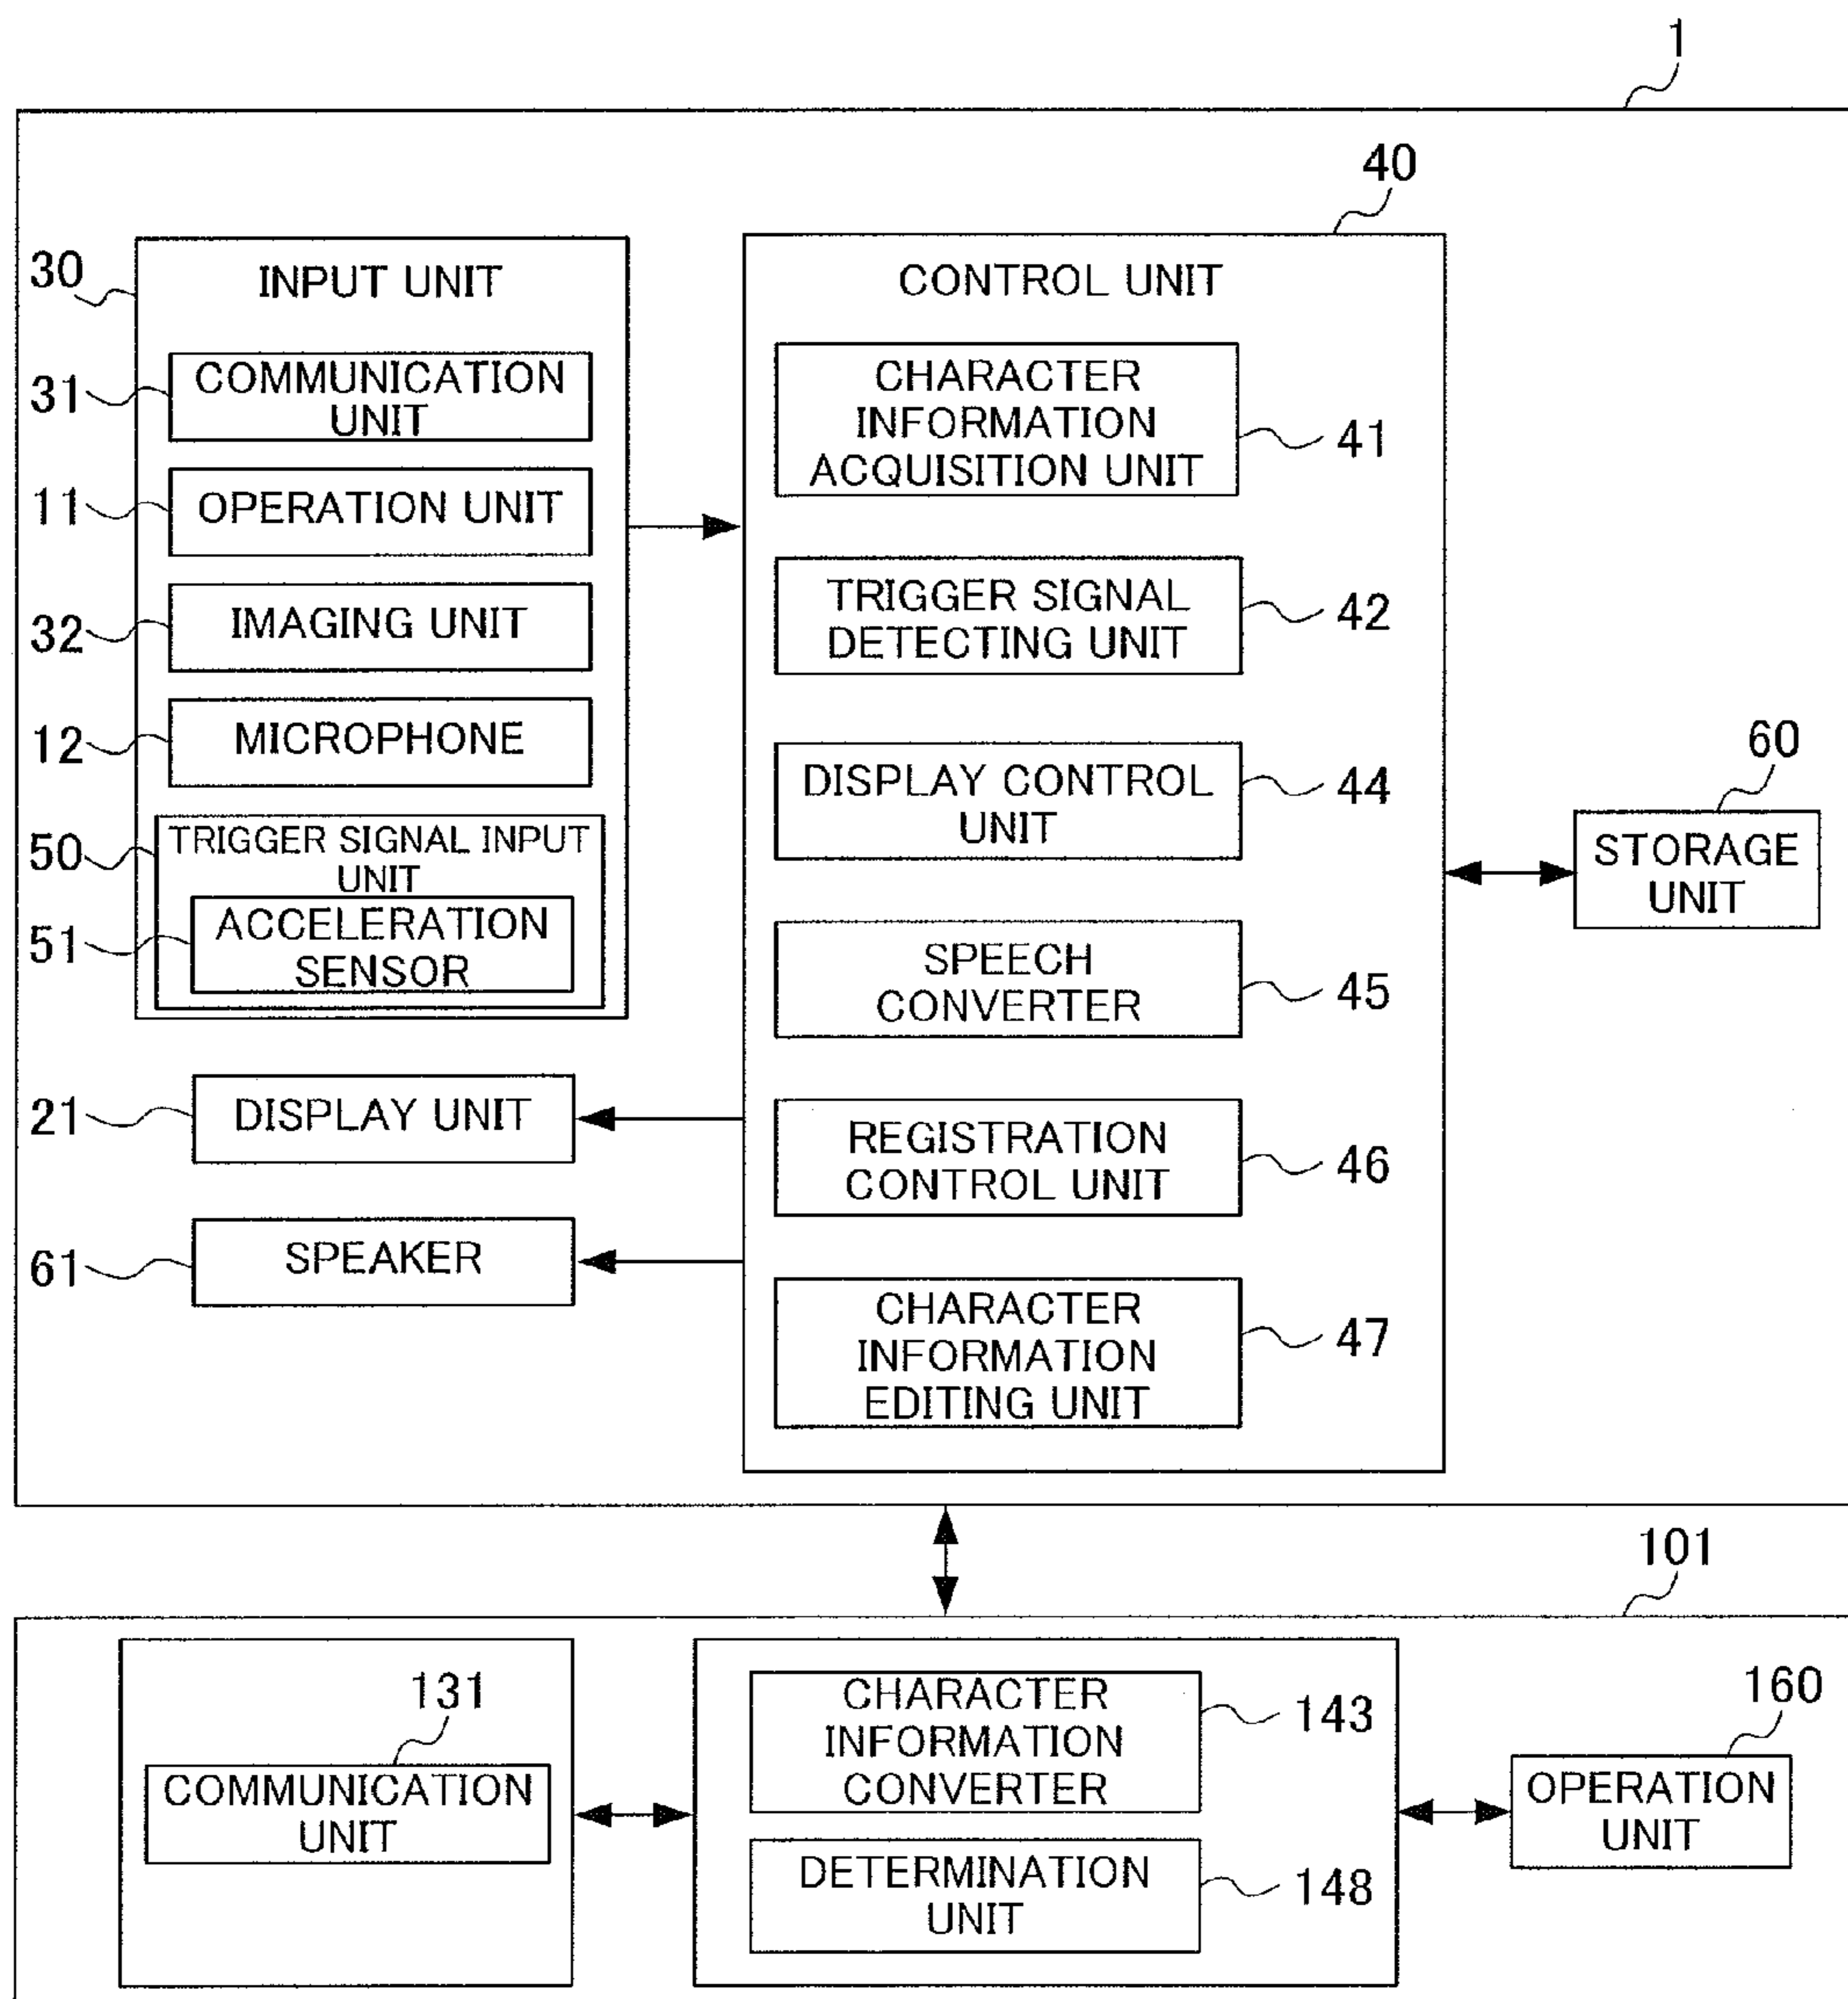 1
40
30
INPUT UNIT
CONTROL UNIT
31
COMMUNICATION
UNIT
11
OPERATION UNIT
32
IMAGING UNIT
12
MICROPHONE
50
TRIGGER SIGNAL INPUT
UNIT
51
ACCELERATION
SENSOR
21
DISPLAY UNIT
61
SPEAKER
CHARACTER
INFORMATION
ACQUISITION UNIT
41
TRIGGER SIGNAL
DETECTING UNIT
42
DISPLAY CONTROL
UNIT
44
SPEECH
CONVERTER
45
REGISTRATION
CONTROL UNIT
46
CHARACTER
INFORMATION
EDITING UNIT
47
60
STORAGE
UNIT
101
131
COMMUNICATION
UNIT
CHARACTER
INFORMATION
CONVERTER
143
DETERMINATION
UNIT
148
160
OPERATION
UNIT